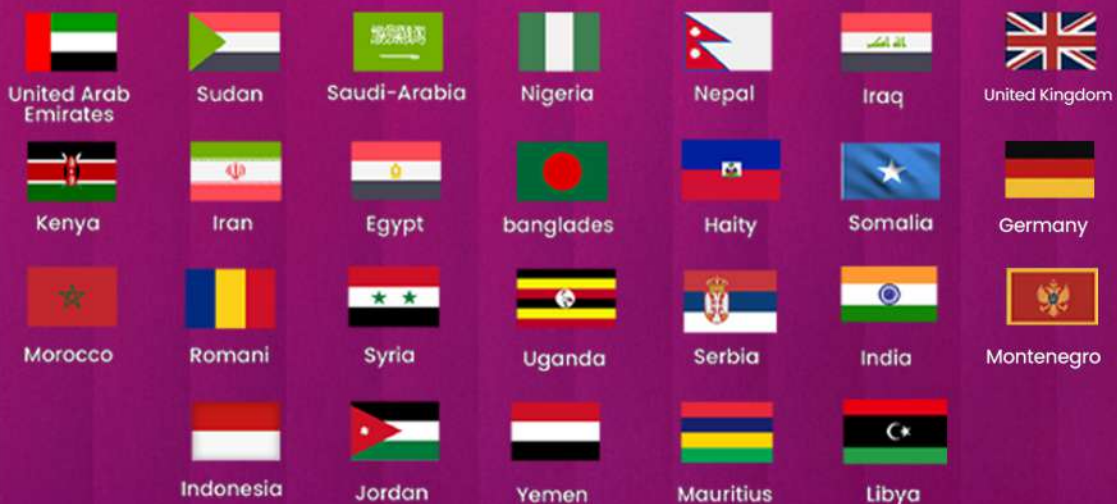 United Arab
Emirates
Sudan
Saudi-Arabia
Nigeria
Nepal
Iraq
United Kingdom
Kenya
Iran
Egypt
banglades
Haity
Somalia
Germany
Morocco
Romani
Syria
Uganda
Serbia
India
Montenegro
Indonesia
Jordan
Yemen
Mauritius
Libya